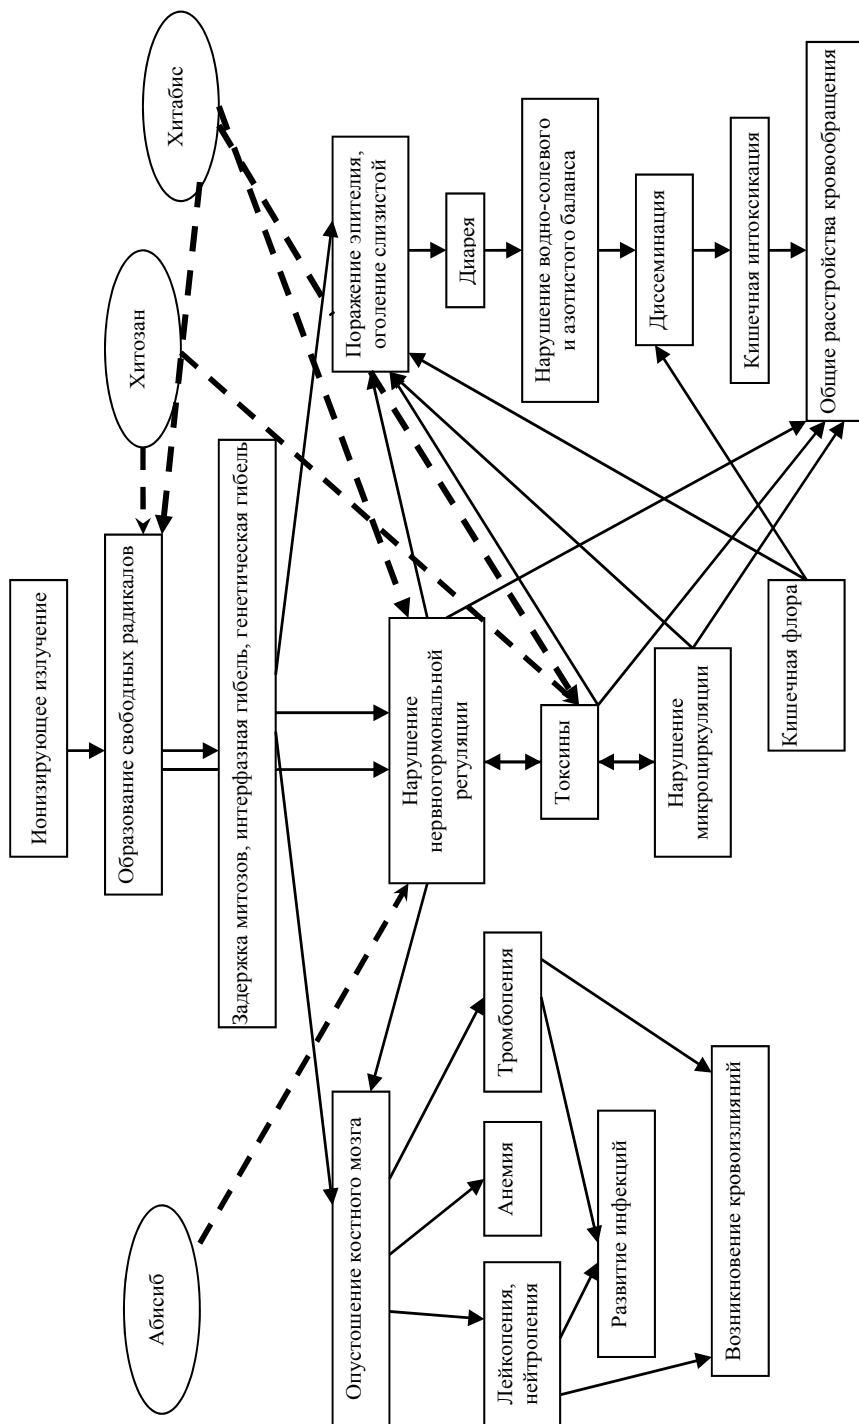 Ионизирующее излучение
Образование свободных радикалов
Задержка митозов, интерфазная гибель, генетическая гибель
Абисиб
Хитозан
Хитабис
Опустошение костного мозга
Нарушение
нервногормональной
регуляции
Поражение эпителия,
оголение слизистой
Лейкопения,
нейтропения
Анемия
Тромбопения
Токсины
Диарея
Нарушение водно-солевого
и азотистого баланса
Развитие инфекций
Нарушение
микроциркуляции
Диссеминация
Возникновение кровоизлияний
Кишечная флора
Кишечная интоксикация
Общие расстройства кровообращения